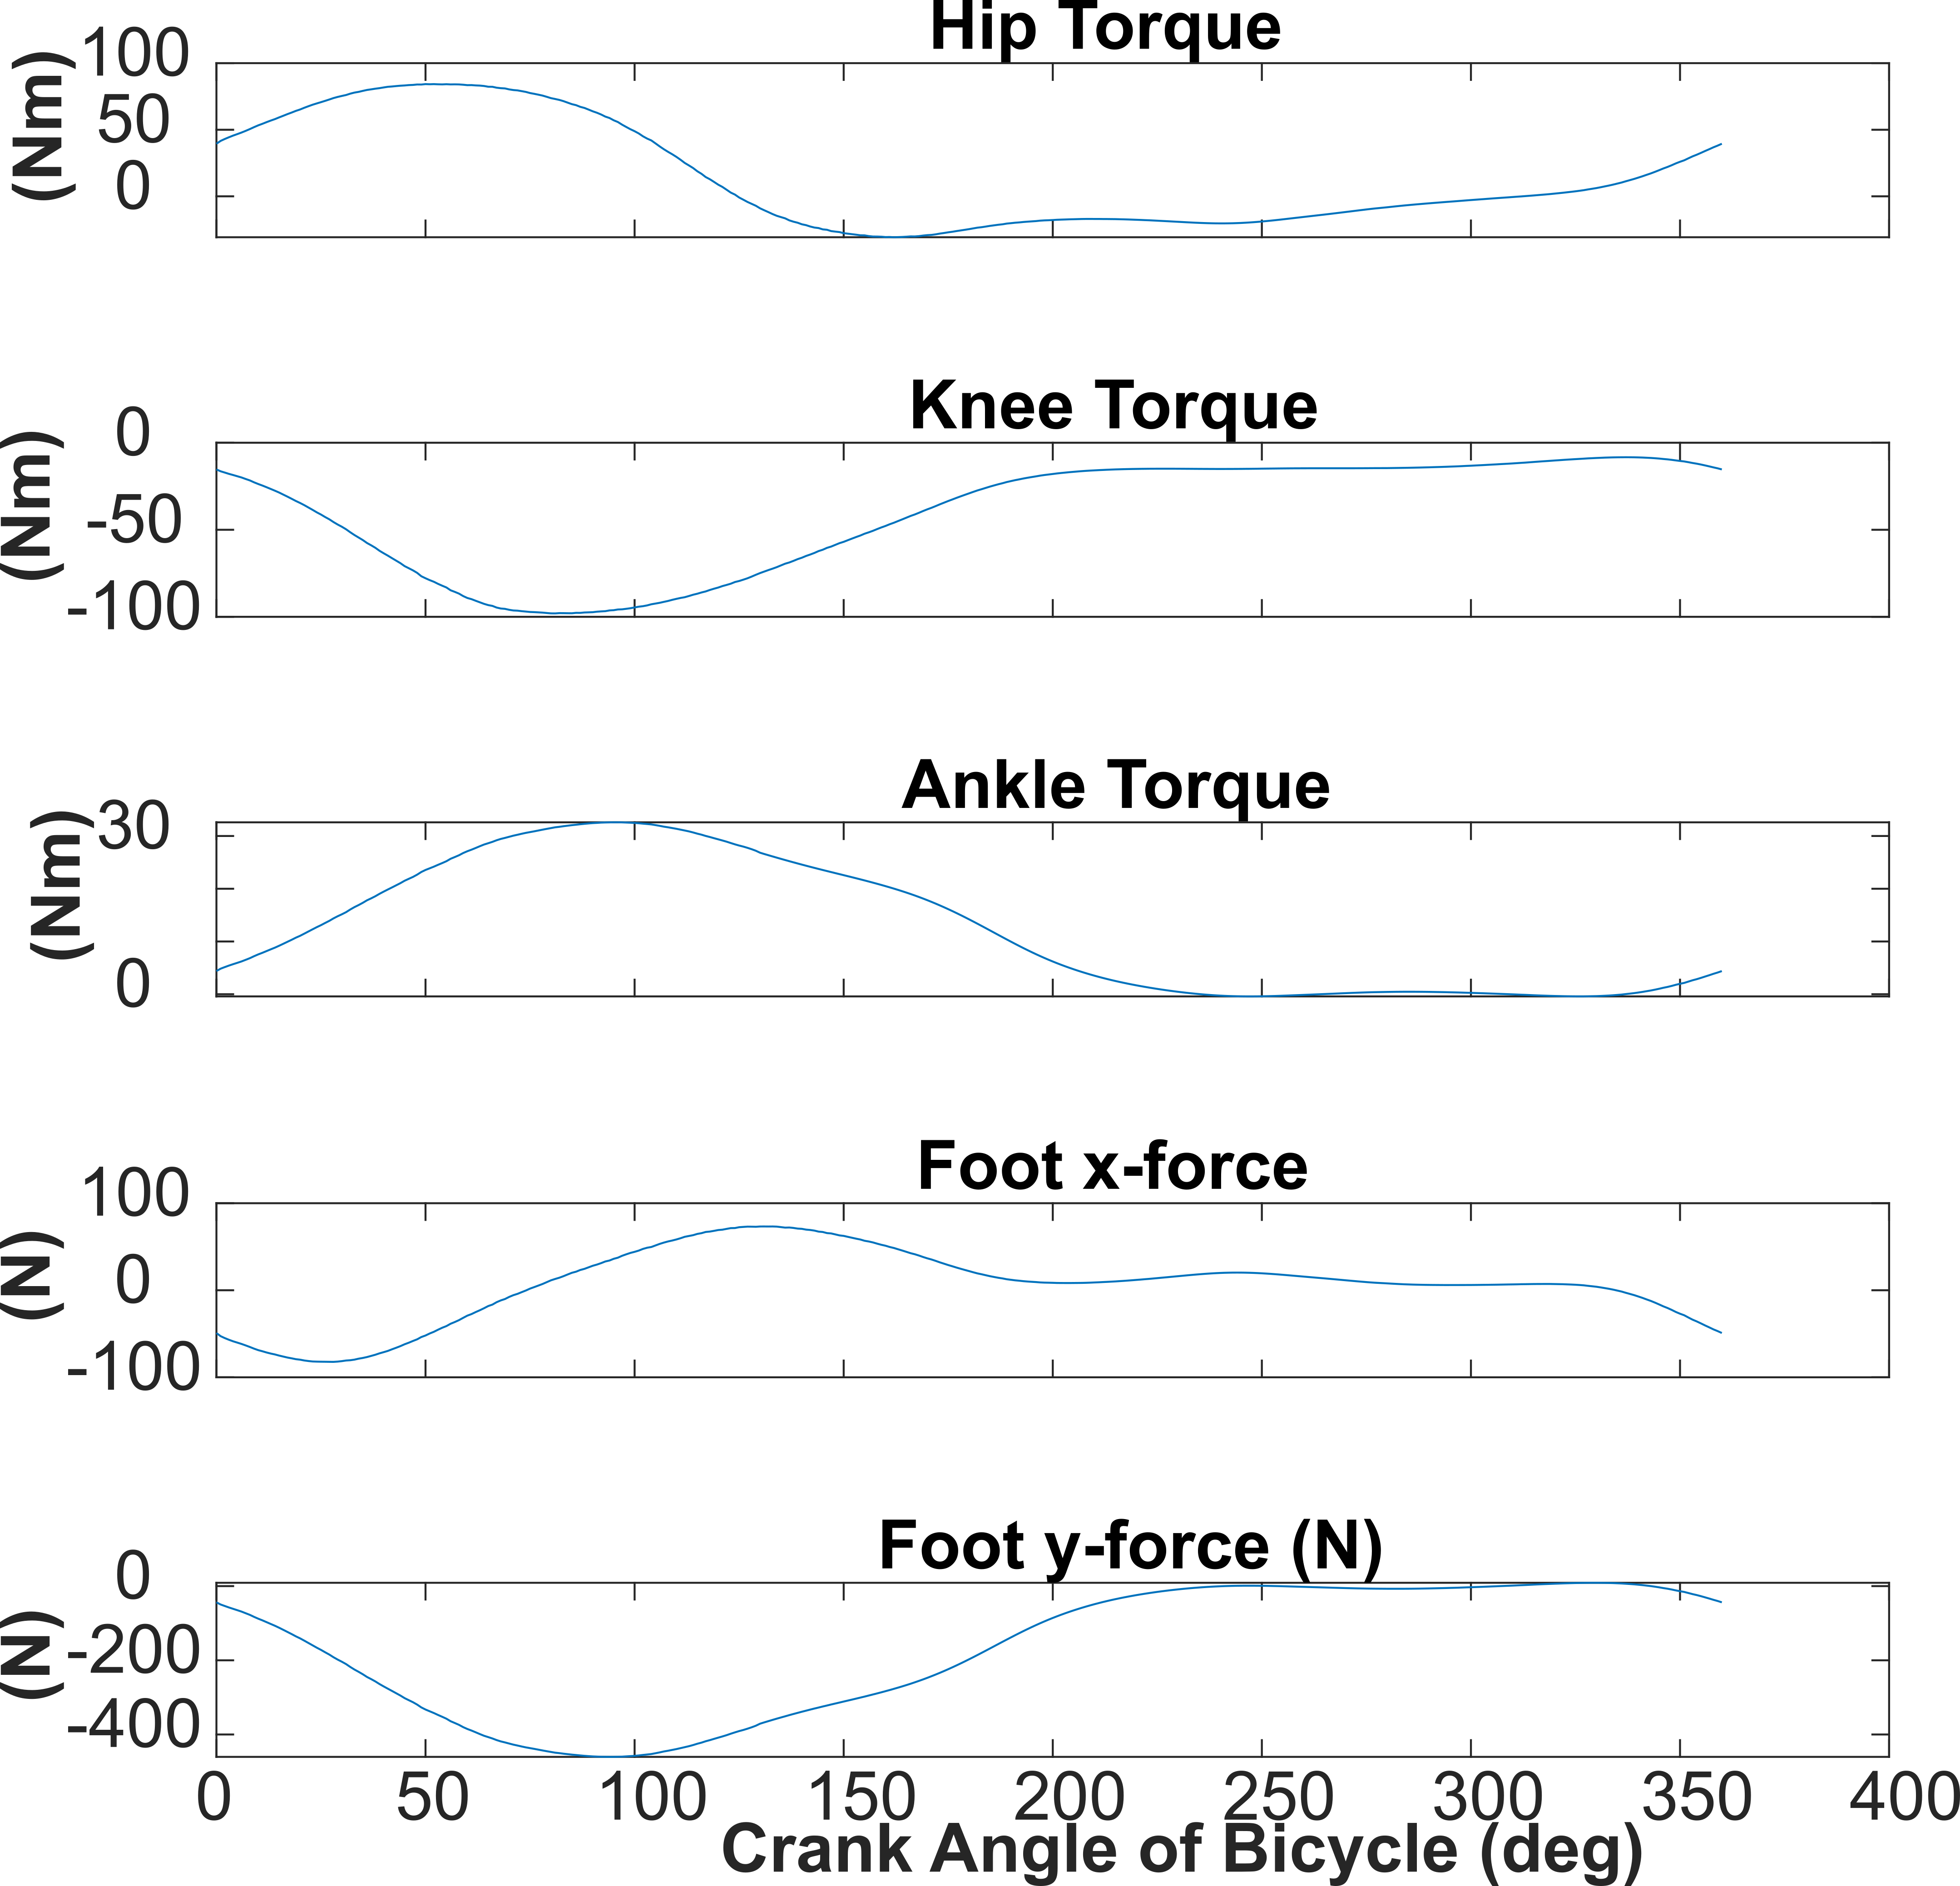 Hip Torque
(Nm)
100
50
0
Knee Torque
(Nm)
0
-50
-100
Ankle Torque
(Nm)
30
0
Foot x-force
(N)
100
0
-100
Foot y-force (N)
(N)
0
-200
-400
0 50 100 150 200 250 300 350 400
Crank Angle of Bicycle (deg)